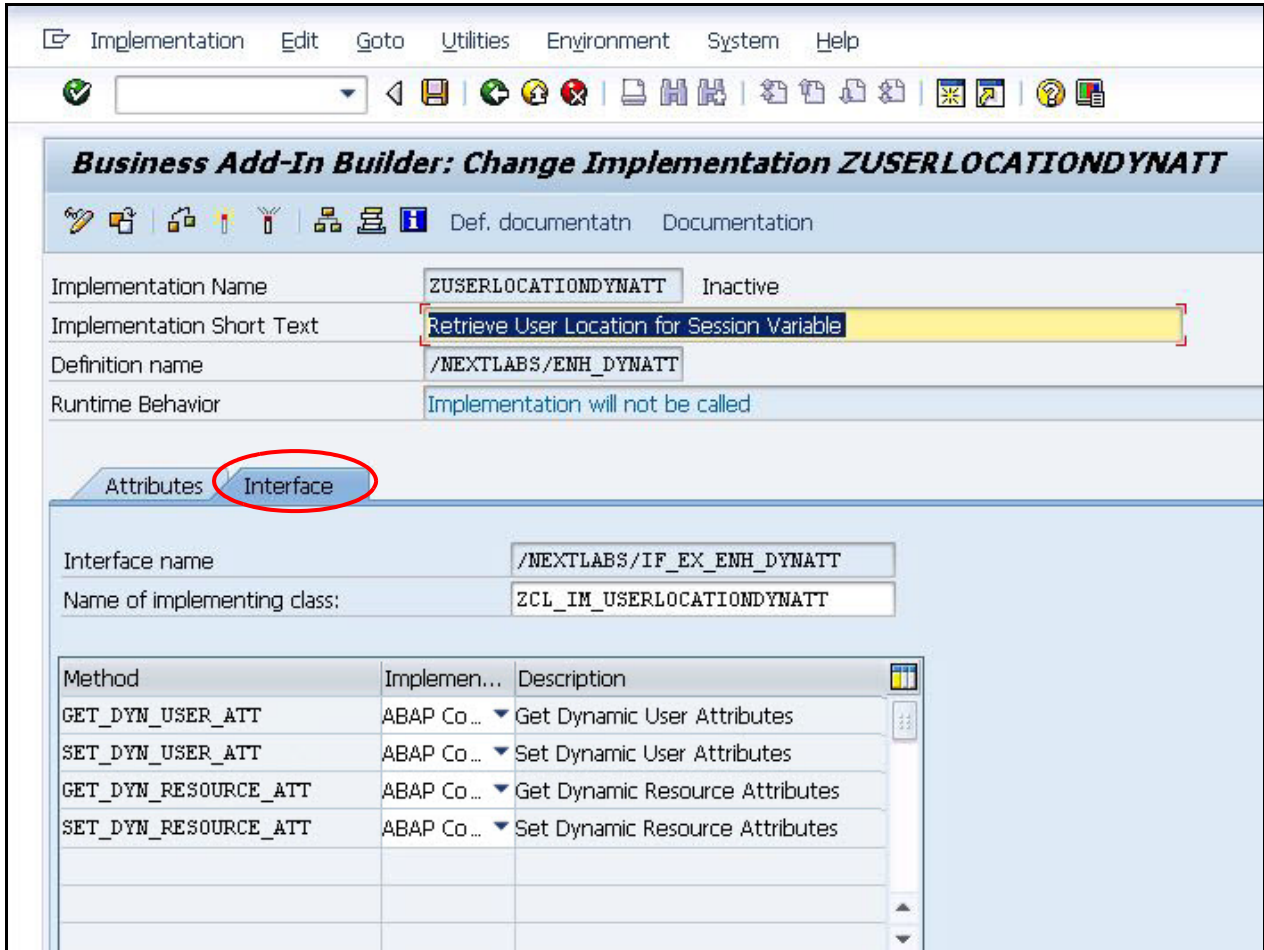 Implementation Edit Goto Utilities Environment System Help
Business Add-In Builder: Change Implementation ZUSERLOCATIONDYNATT
Def. documentatn Documentation
Implementation Name ZUSERLOCATIONDYNATT Inactive
Implementation Short Text Retrieve User Location for Session Variable
Definition name /NEXTLABS/ENH_DYNATT
Runtime Behavior Implementation will not be called
Attributes Interface
Interface name /NEXTLABS/IF_EX_ENH_DYNATT
Name of implementing class: ZCL_IM_USERLOCATIONDYNATT
Method Implemen... Description
GET_DYN_USER_ATT ABAP Co... Get Dynamic User Attributes
SET_DYN_USER_ATT ABAP Co... Set Dynamic User Attributes
GET_DYN_RESOURCE_ATT ABAP Co... Get Dynamic Resource Attributes
SET_DYN_RESOURCE_ATT ABAP Co... Set Dynamic Resource Attributes